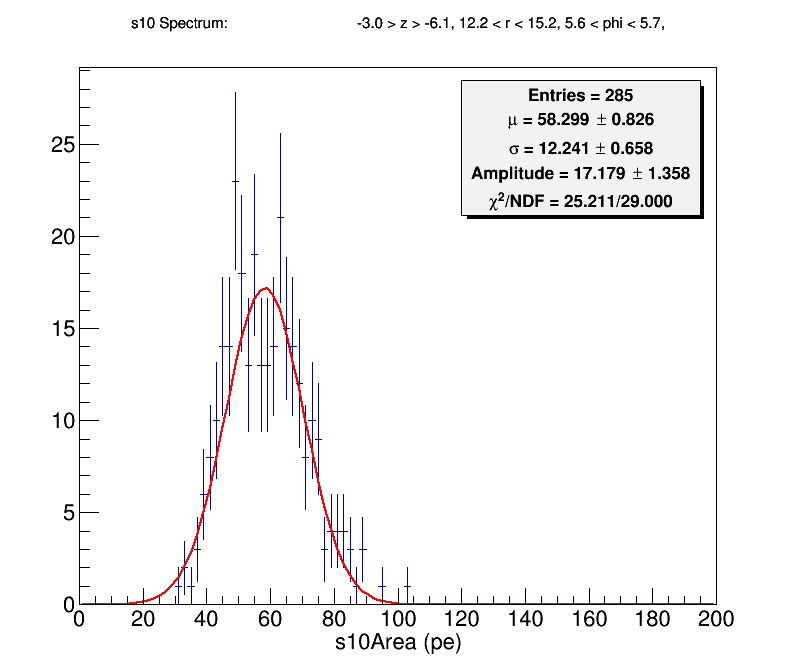 s10 Spectrum: -3.0 > z > -6.1, 12.2 < r < 15.2, 5.6 < phi < 5.7,
Entries = 285
μ = 58.299 ± 0.826
σ = 12.241 ± 0.658
Amplitude = 17.179 ± 1.358
χ²/NDF = 25.211/29.000
25
20
15
10
5
0
0 20 40 60 80 100 120 140 160 180 200
s10Area (pe)